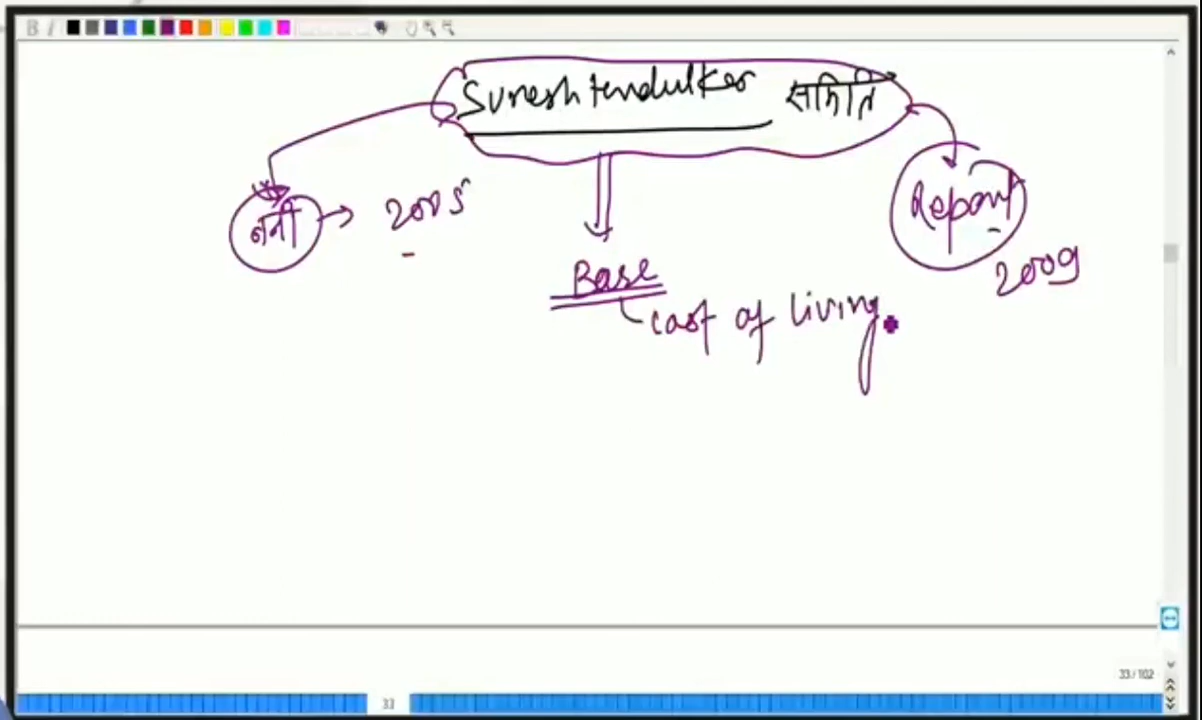 Suresh Tendulker समिति
बनी → 2005
Report
2009
Base
cost of living
33 / 102
33